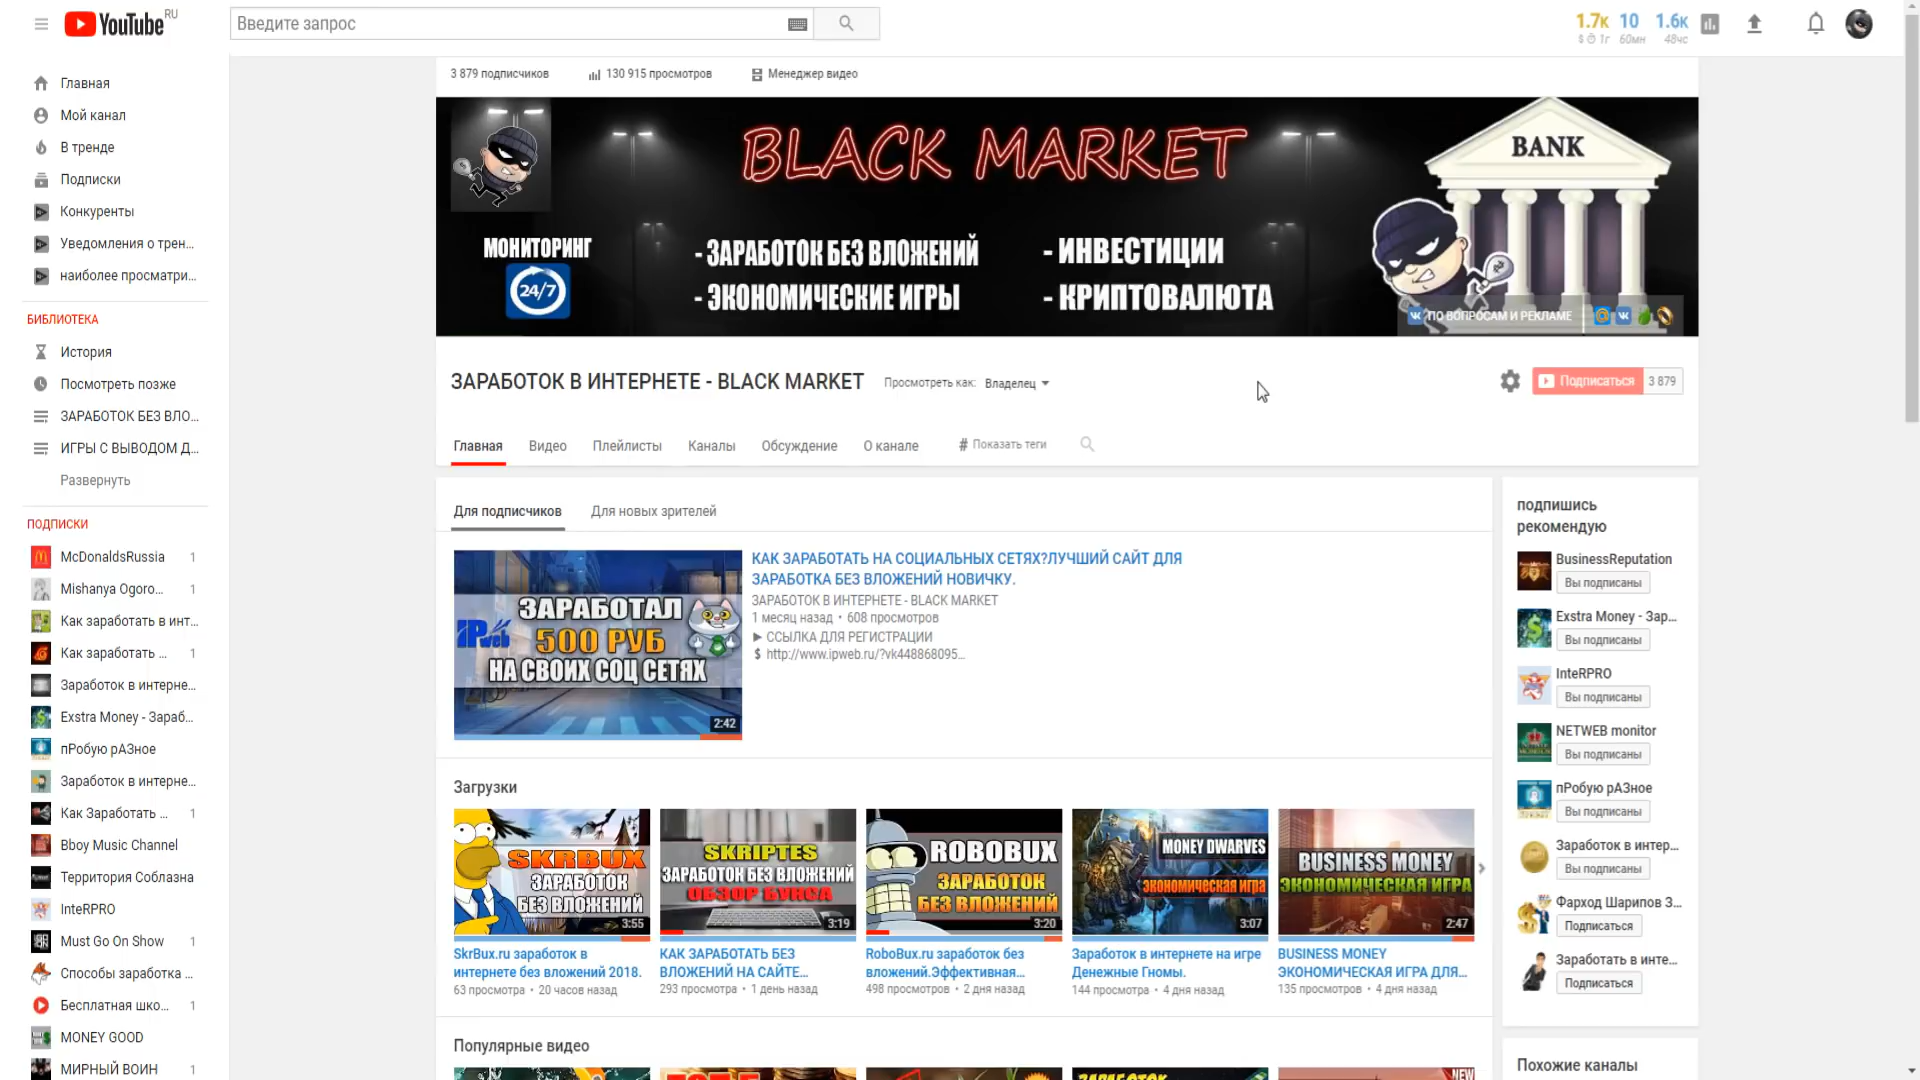 YouTube RU
Введите запрос
1.7к 10 1.6к
1г 60мн 48чс
Главная
Мой канал
В тренде
Подписки
Конкуренты
Уведомления о трен...
наиболее просматри...
БИБЛИОТЕКА
История
Посмотреть позже
ЗАРАБОТОК БЕЗ ВЛО...
ИГРЫ С ВЫВОДОМ Д...
Развернуть
ПОДПИСКИ
McDonaldsRussia 1
Mishanya Ogoro... 1
Как заработать в инт...
Как заработать ... 1
Заработок в интерне...
Exstra Money - Зараб...
пРобую рАЗное
Заработок в интерне...
Как Заработать ... 1
Bboy Music Channel
Территория Соблазна
InteRPRO
Must Go On Show 1
Способы заработка ...
Бесплатная шко... 1
MONEY GOOD
МИРНЫЙ ВОИН 1
3 879 подписчиков 130 915 просмотров Менеджер видео
BLACK MARKET
BANK
МОНИТОРИНГ
24/7
- ЗАРАБОТОК БЕЗ ВЛОЖЕНИЙ
- ЭКОНОМИЧЕСКИЕ ИГРЫ
- ИНВЕСТИЦИИ
- КРИПТОВАЛЮТА
ПО ВОПРОСАМ И РЕКЛАМЕ
ЗАРАБОТОК В ИНТЕРНЕТЕ - BLACK MARKET Просмотреть как: Владелец
Подписаться 3 879
Главная Видео Плейлисты Каналы Обсуждение О канале # Показать теги
Для подписчиков Для новых зрителей
IPweb
ЗАРАБОТАЛ
500 РУБ
НА СВОИХ СОЦ СЕТЯХ
2:42
КАК ЗАРАБОТАТЬ НА СОЦИАЛЬНЫХ СЕТЯХ?ЛУЧШИЙ САЙТ ДЛЯ
ЗАРАБОТКА БЕЗ ВЛОЖЕНИЙ НОВИЧКУ.
ЗАРАБОТОК В ИНТЕРНЕТЕ - BLACK MARKET
1 месяц назад • 608 просмотров
► ССЫЛКА ДЛЯ РЕГИСТРАЦИИ
$ http://www.ipweb.ru/?vk448868095...
Загрузки
SKRBUX
ЗАРАБОТОК
БЕЗ ВЛОЖЕНИЙ
3:55
SkrBux.ru заработок в
интернете без вложений 2018.
63 просмотра • 20 часов назад
SKRIPTES
ЗАРАБОТОК БЕЗ ВЛОЖЕНИЙ
ОБЗОР БУКСА
3:19
КАК ЗАРАБОТАТЬ БЕЗ
ВЛОЖЕНИЙ НА САЙТЕ...
293 просмотра • 1 день назад
ROBOBUX
ЗАРАБОТОК
БЕЗ ВЛОЖЕНИЙ
3:20
RoboBux.ru заработок без
вложений.Эффективная...
498 просмотров • 2 дня назад
MONEY DWARVES
ЭКОНОМИЧЕСКАЯ ИГРА
3:07
Заработок в интернете на игре
Денежные Гномы.
144 просмотра • 4 дня назад
BUSINESS MONEY
ЭКОНОМИЧЕСКАЯ ИГРА
2:47
BUSINESS MONEY
ЭКОНОМИЧЕСКАЯ ИГРА ДЛЯ...
135 просмотров • 4 дня назад
Популярные видео
NEW
подпишись
рекомендую
BusinessReputation
Вы подписаны
Exstra Money - Зар...
Вы подписаны
InteRPRO
Вы подписаны
NETWEB monitor
Вы подписаны
пРобую рАЗное
Вы подписаны
Заработок в интер...
Вы подписаны
Фарход Шарипов З...
Подписаться
Заработать в инте...
Подписаться
Похожие каналы